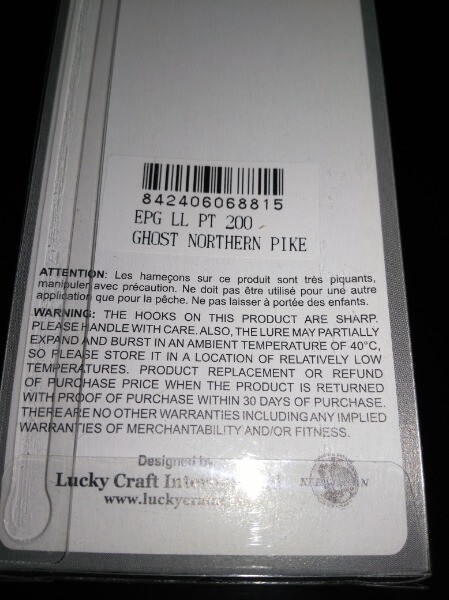 842406068815
EPG LL PT 200
GHOST NORTHERN PIKE
ATTENTION: Les hameçons sur ce produit sont très piquants,
manipuler avec précaution. Ne doit pas être utilisé pour une autre
application que pour la pêche. Ne pas laisser à portée des enfants.
WARNING: THE HOOKS ON THIS PRODUCT ARE SHARP.
PLEASE HANDLE WITH CARE. ALSO, THE LURE MAY PARTIALLY
EXPAND AND BURST IN AN AMBIENT TEMPERATURE OF 40°C,
SO PLEASE STORE IT IN A LOCATION OF RELATIVELY LOW
TEMPERATURES. PRODUCT REPLACEMENT OR REFUND
OF PURCHASE PRICE WHEN THE PRODUCT IS RETURNED
WITH PROOF OF PURCHASE WITHIN 30 DAYS OF PURCHASE.
THERE ARE NO OTHER WARRANTIES INCLUDING ANY IMPLIED
WARRANTIES OF MERCHANTABILITY AND/OR FITNESS.
Designed by
Lucky Craft